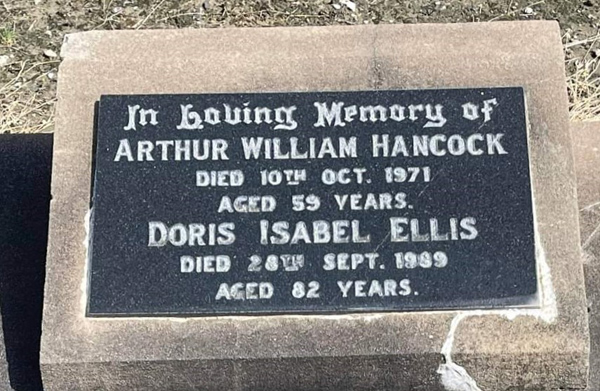 In Loving Memory of
ARTHUR WILLIAM HANCOCK
DIED 10TH OCT. 1971
AGED 59 YEARS.
DORIS ISABEL ELLIS
DIED 28TH SEPT. 1989
AGED 82 YEARS.